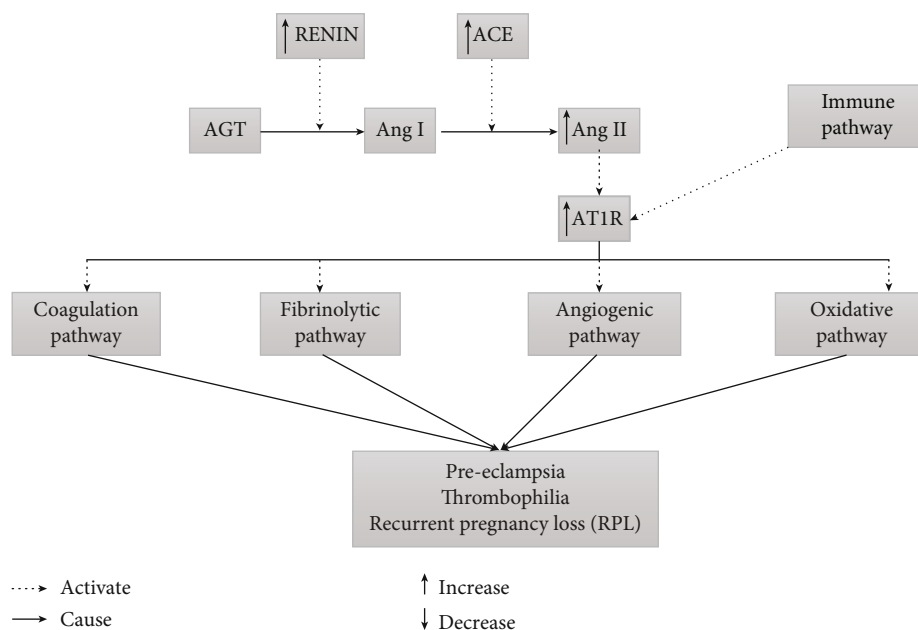 RENIN
ACE
AGT
Ang I
Ang II
Immune
pathway
AT1R
Coagulation
pathway
Fibrinolytic
pathway
Angiogenic
pathway
Oxidative
pathway
Pre-eclampsia
Thrombophilia
Recurrent pregnancy loss (RPL)
Activate
Cause
Increase
Decrease